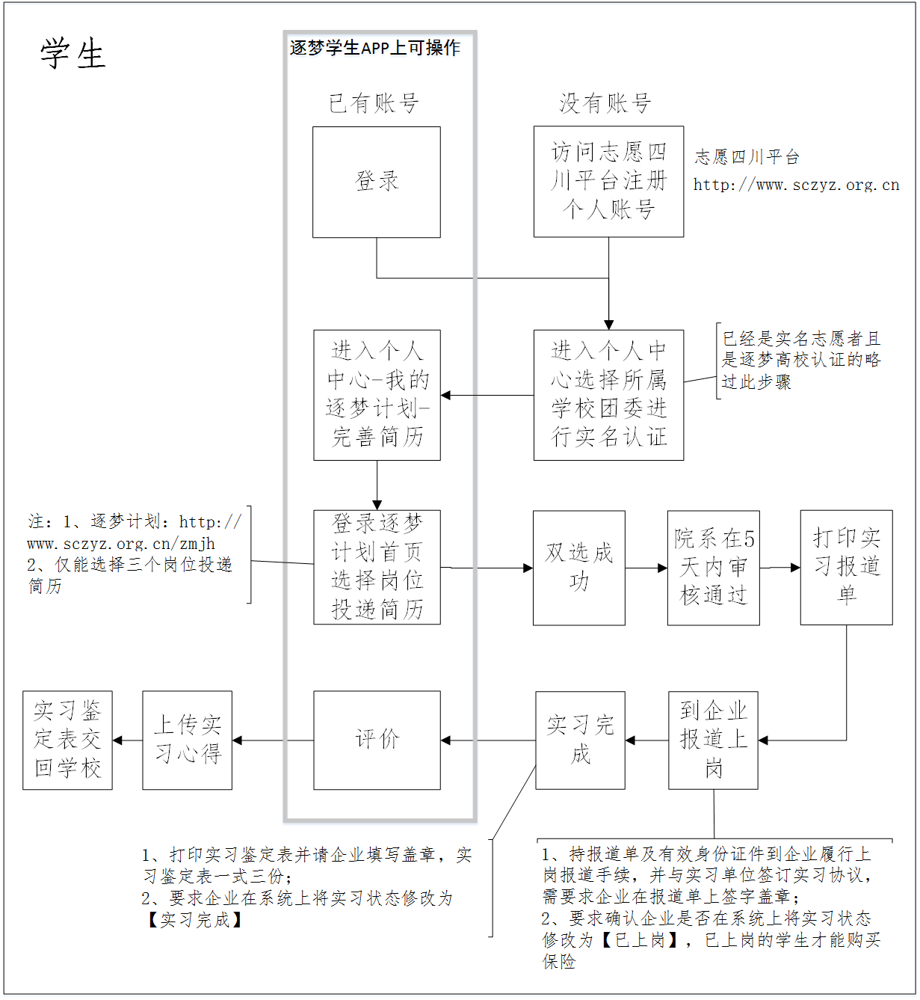 学生
逐梦学生APP上可操作
已有账号
没有账号
登录
访问志愿四
川平台注册
个人账号
志愿四川平台
http://www.sczyz.org.cn
进入个人
中心-我的
逐梦计划-
完善简历
进入个人中
心选择所属
学校团委进
行实名认证
已经是实名志愿者且
是逐梦高校认证的略
过此步骤
注：1、逐梦计划：http://
www.sczyz.org.cn/zmjh
2、仅能选择三个岗位投递
简历
登录逐梦
计划首页
选择岗位
投递简历
双选成
功
院系在5
天内审
核通过
打印实
习报道
单
实习鉴
定表交
回学校
上传实
习心得
评价
实习完
成
到企业
报道上
岗
1、打印实习鉴定表并请企业填写盖章，实
习鉴定表一式三份；
2、要求企业在系统上将实习状态修改为
【实习完成】
1、持报道单及有效身份证件到企业履行上
岗报道手续，并与实习单位签订实习协议，
需要求企业在报道单上签字盖章；
2、要求确认企业是否在系统上将实习状态
修改为【已上岗】，已上岗的学生才能购买
保险